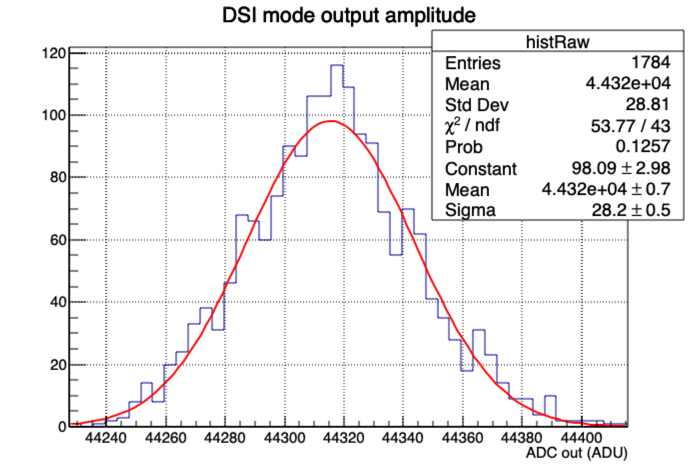 DSI mode output amplitude
histRaw
Entries 1784
Mean 4.432e+04
Std Dev 28.81
χ² / ndf 53.77 / 43
Prob 0.1257
Constant 98.09 ± 2.98
Mean 4.432e+04 ± 0.7
Sigma 28.2 ± 0.5
120
100
80
60
40
20
0
44240 44260 44280 44300 44320 44340 44360 44380 44400
ADC out (ADU)